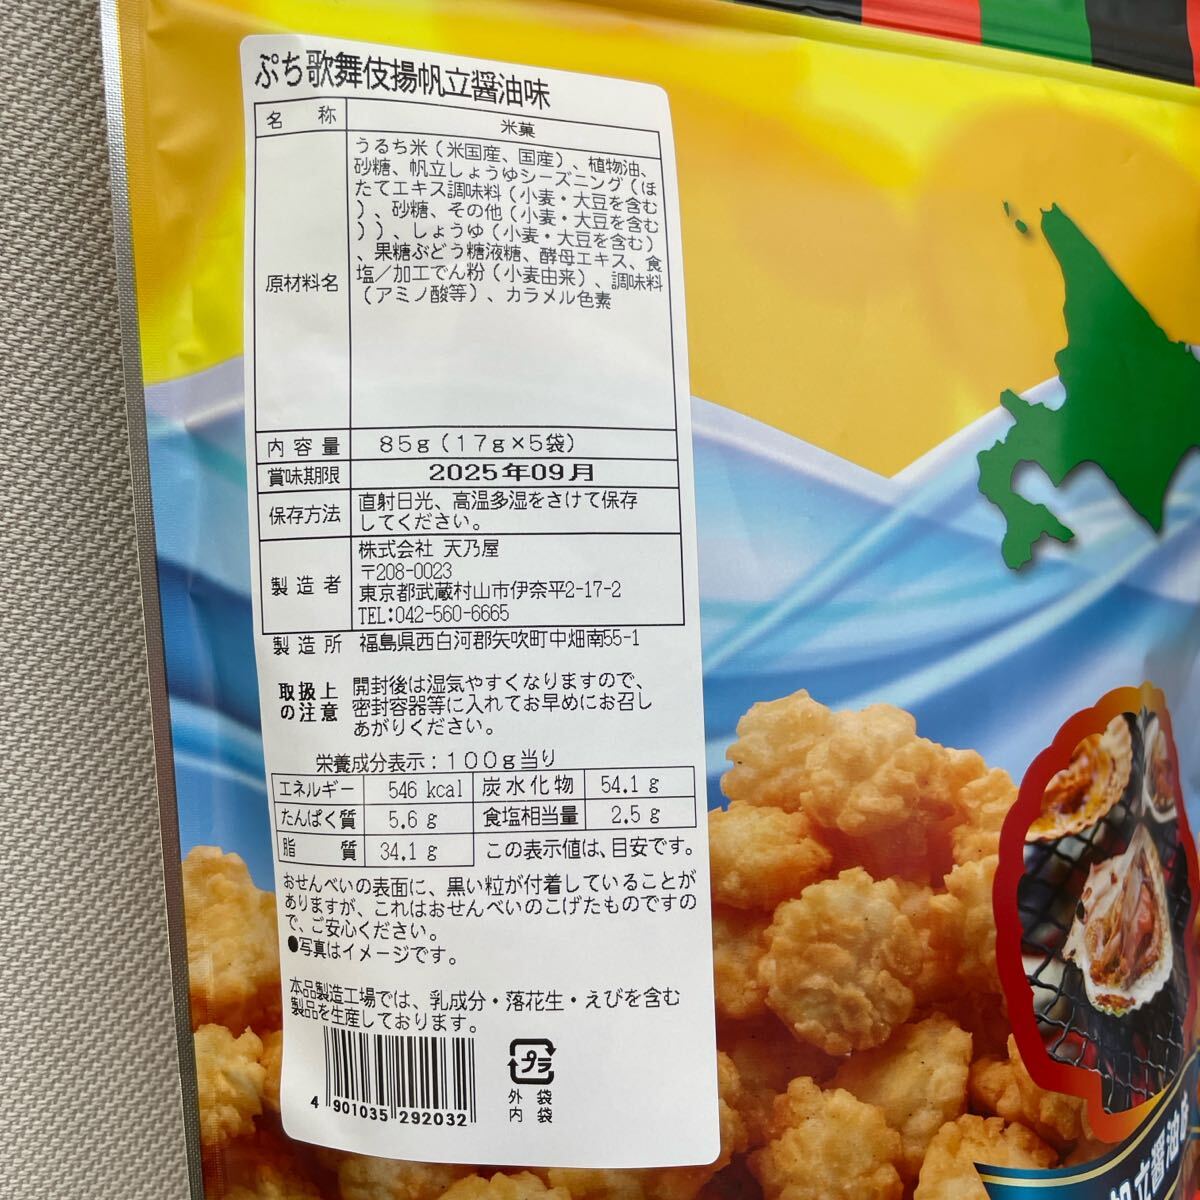 ぷち歌舞伎揚帆立醤油味
名称 米菓
原材料名
うるち米（米国産、国産）、植物油、
砂糖、帆立しょうゆシーズニング（ほ
たてエキス調味料（小麦・大豆を含む
）、砂糖、その他（小麦・大豆を含む
））、しょうゆ（小麦・大豆を含む）
、果糖ぶどう糖液糖、酵母エキス、食
塩／加工でん粉（小麦由来）、調味料
（アミノ酸等）、カラメル色素
内容量 85g（17g×5袋）
賞味期限 2025年09月
保存方法 直射日光、高温多湿をさけて保存
してください。
製造者
株式会社 天乃屋
〒208-0023
東京都武蔵村山市伊奈平2-17-2
TEL:042-560-6665
製造所 福島県西白河郡矢吹町中畑南55-1
取扱上
の注意
開封後は湿気やすくなりますので、
密封容器等に入れてお早めにお召し
あがりください。
栄養成分表示：100g当り
エネルギー 546 kcal 炭水化物 54.1 g
たんぱく質 5.6 g 食塩相当量 2.5 g
脂質 34.1 g この表示値は、目安です。
おせんべいの表面に、黒い粒が付着していることが
ありますが、これはおせんべいのこげたものですの
で、ご安心ください。
●写真はイメージです。
本品製造工場では、乳成分・落花生・えびを含む
製品を生産しております。
4 901035 292032
プラ
外袋
内袋
帆立醤油味